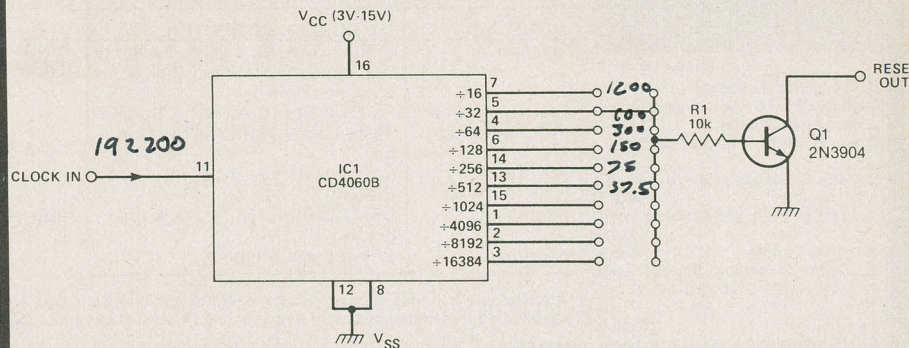 VCC (3V-15V)
16
7
÷16
1200
RESE
OUT
5
÷32
600
R1
10k
4
÷64
300
Q1
2N3904
192200
6
÷128
150
14
÷256
75
CLOCK IN
11
IC1
CD4060B
13
÷512
37.5
15
÷1024
1
÷4096
2
÷8192
3
÷16384
12
8
VSS